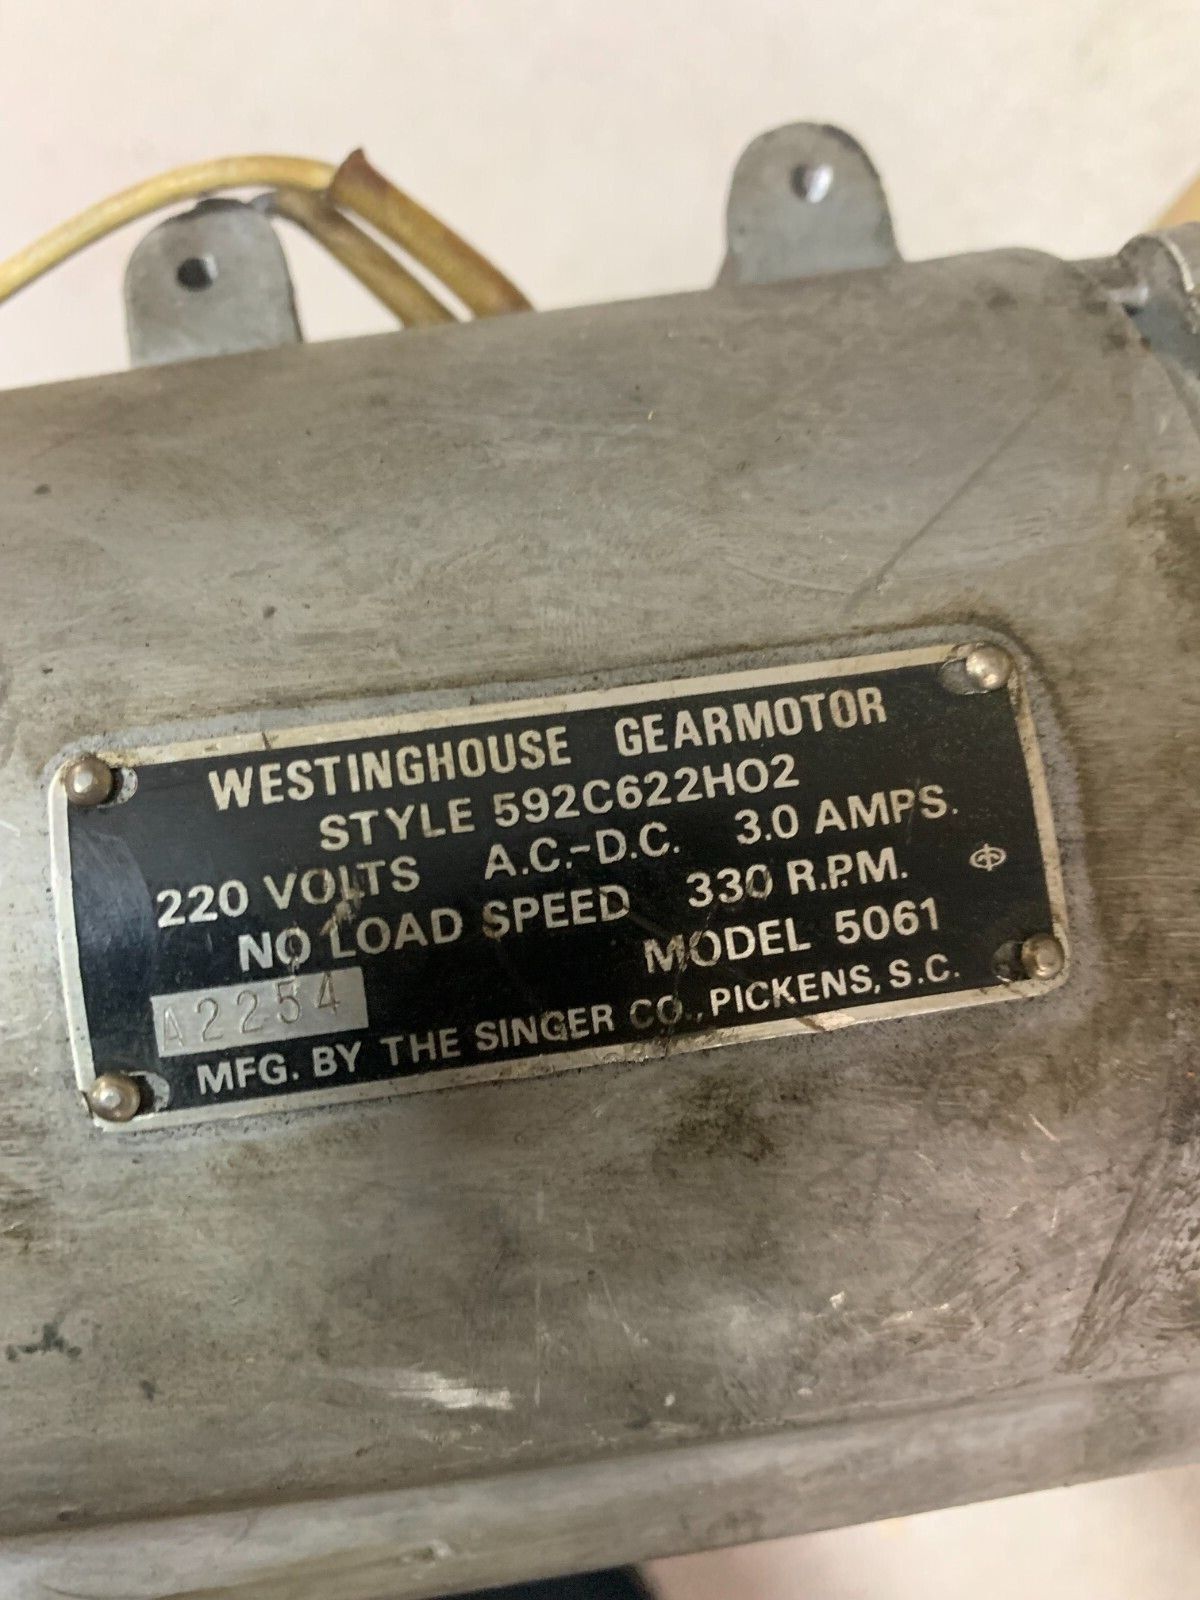 WESTINGHOUSE GEARMOTOR
STYLE 592C622HO2
220 VOLTS A.C.-D.C. 3.0 AMPS.
NO LOAD SPEED 330 R.P.M.
MODEL 5061
A2254
MFG. BY THE SINGER CO., PICKENS, S.C.